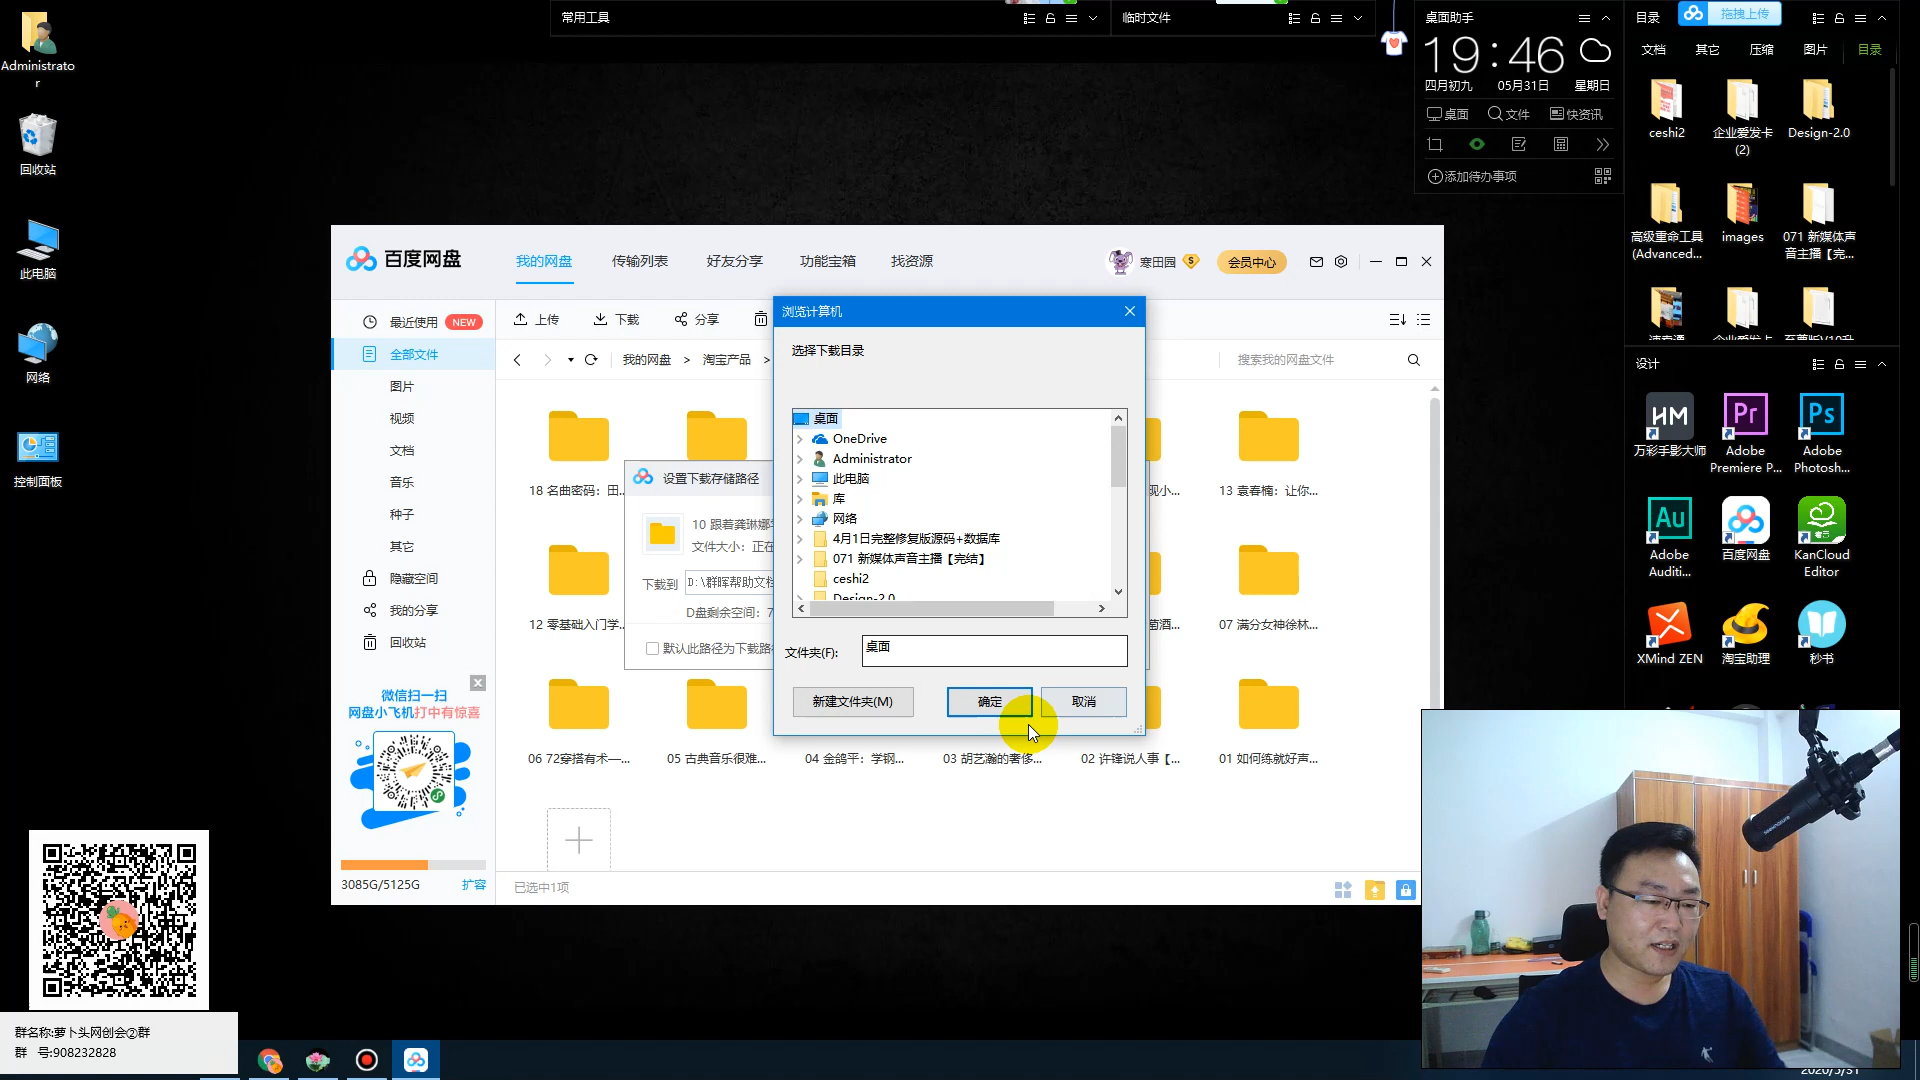 Administrato
r
回收站
此电脑
网络
控制面板
群名称:萝卜头网创会②群
群 号:908232828
常用工具
临时文件
桌面助手
19:46
四月初九 05月31日 星期日
桌面 文件 快资讯
添加待办事项
目录 拖拽上传
文档 其它 压缩 图片 目录
ceshi2
企业爱发卡
(2)
Design-2.0
高级重命工具
(Advanced...
images
071 新媒体声
音主播【完...
设计
HM Pr Ps
万彩手影大师
Adobe
Premiere P...
Adobe
Photosh...
Au
Adobe
Auditi...
百度网盘
KanCloud
Editor
XMind ZEN
淘宝助理
秒书
百度网盘
我的网盘 传输列表 好友分享 功能宝箱 找资源
寒田园 S 会员中心
最近使用 NEW
全部文件
图片
视频
文档
音乐
种子
其它
隐藏空间
我的分享
回收站
微信扫一扫
网盘小飞机打中有惊喜
3085G/5125G 扩容
上传 下载 分享
我的网盘 > 淘宝产品 >
搜索我的网盘文件
18 名曲密码：田...
13 袁春楠：让你...
12 零基础入门学...
07 满分女神徐林...
06 72穿搭有术—...
05 古典音乐很难...
04 金鸽平：学钢...
03 胡艺瀚的奢侈...
02 许锋说人事【...
01 如何练就好声...
已选中1项
设置下载存储路径
10 跟着龚琳娜学
文件大小：正在
下载到 D:\群晖帮助文档
D盘剩余空间：7
默认此路径为下载路
浏览计算机
选择下载目录
桌面
OneDrive
Administrator
此电脑
库
网络
4月1日完整修复版源码+数据库
071 新媒体声音主播【完结】
ceshi2
Design-2.0
文件夹(F): 桌面
新建文件夹(M) 确定 取消
2020/5/31